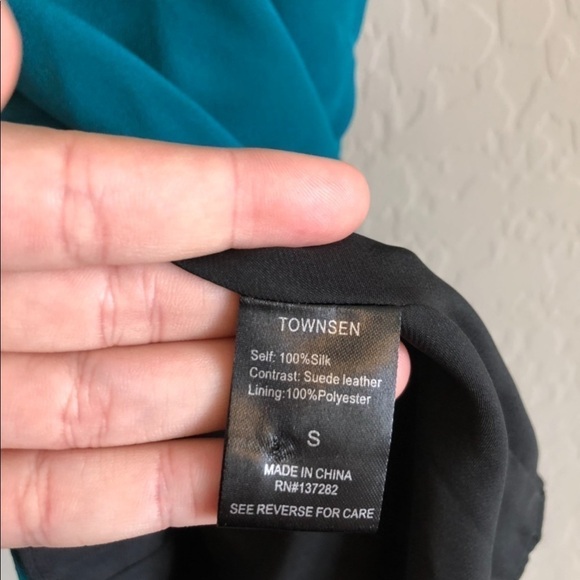 TOWNSEN
Self: 100%Silk
Contrast: Suede leather
Lining:100%Polyester
S
MADE IN CHINA
RN#137282
SEE REVERSE FOR CARE